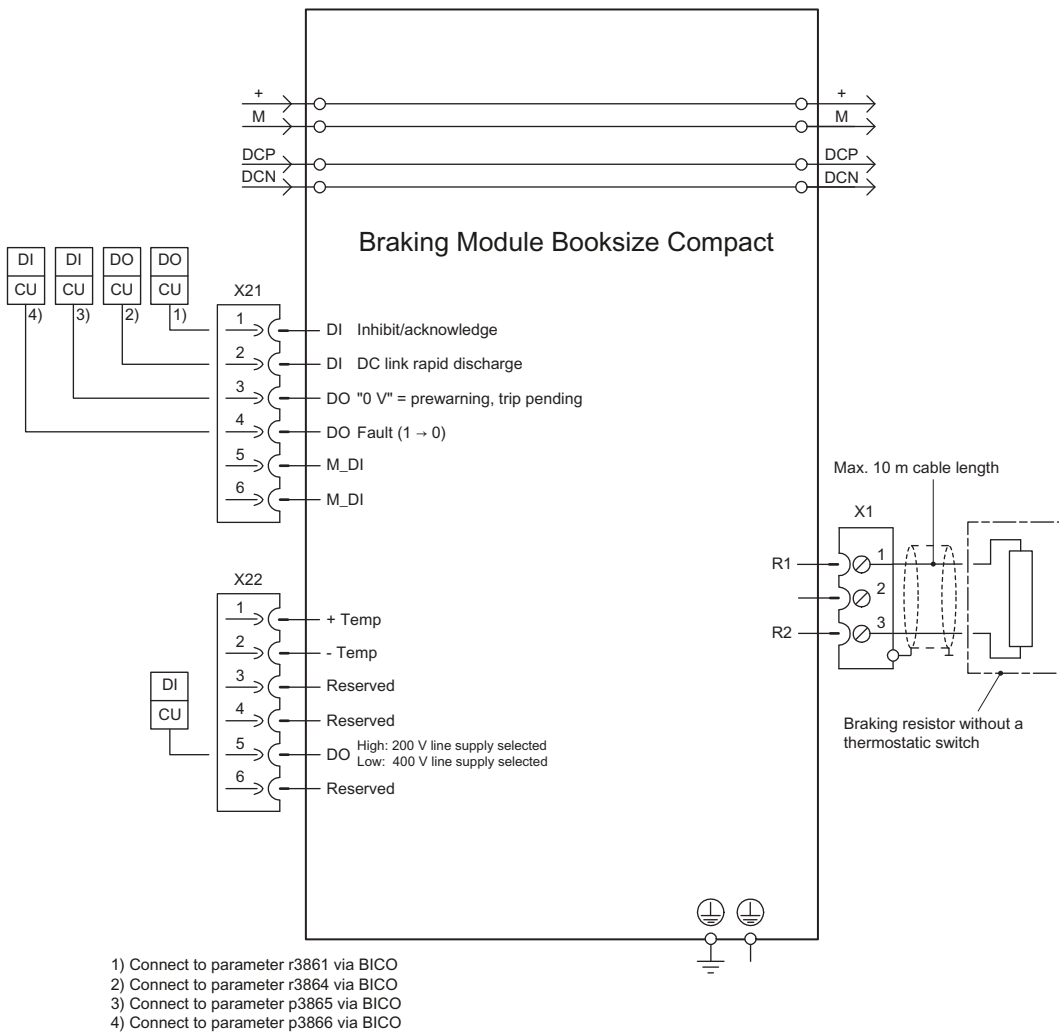 + +
M M
DCP DCP
DCN DCN
Braking Module Booksize Compact
DI DI DO DO
CU CU CU CU
4) 3) 2) 1)
X21
1 DI Inhibit/acknowledge
2 DI DC link rapid discharge
3 DO "0 V" = prewarning, trip pending
4 DO Fault (1 → 0)
5 M_DI
6 M_DI
Max. 10 m cable length
X1
R1 1
2
R2 3
Braking resistor without a
thermostatic switch
X22
1 + Temp
2 - Temp
3 Reserved
4 Reserved
DI
CU
5 DO High: 200 V line supply selected
Low: 400 V line supply selected
6 Reserved
1) Connect to parameter r3861 via BICO
2) Connect to parameter r3864 via BICO
3) Connect to parameter p3865 via BICO
4) Connect to parameter p3866 via BICO